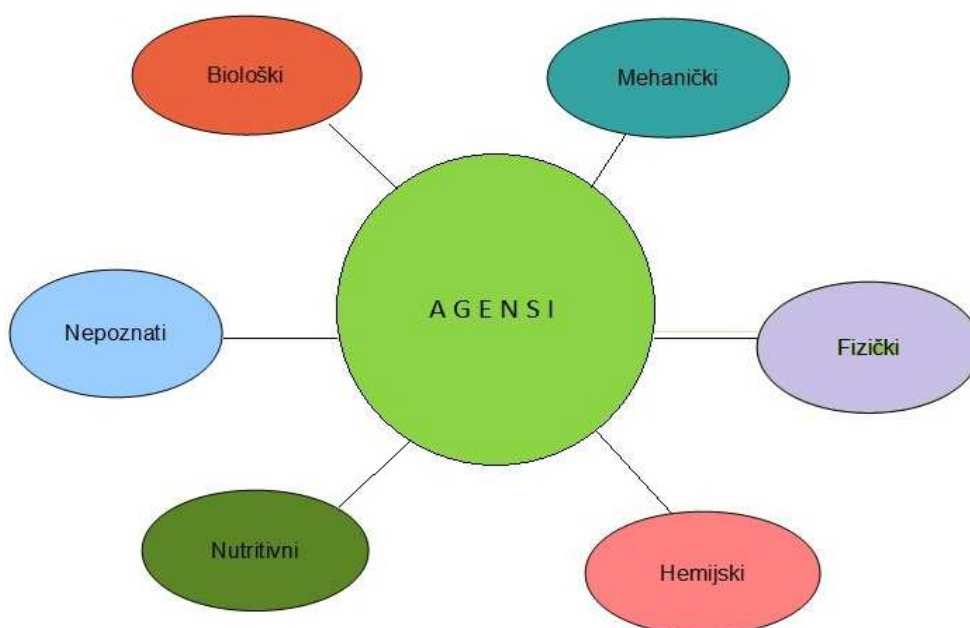 Biološki
Mehanički
A G E N S I
Nepoznati
Fizički
Nutritivni
Hemijski